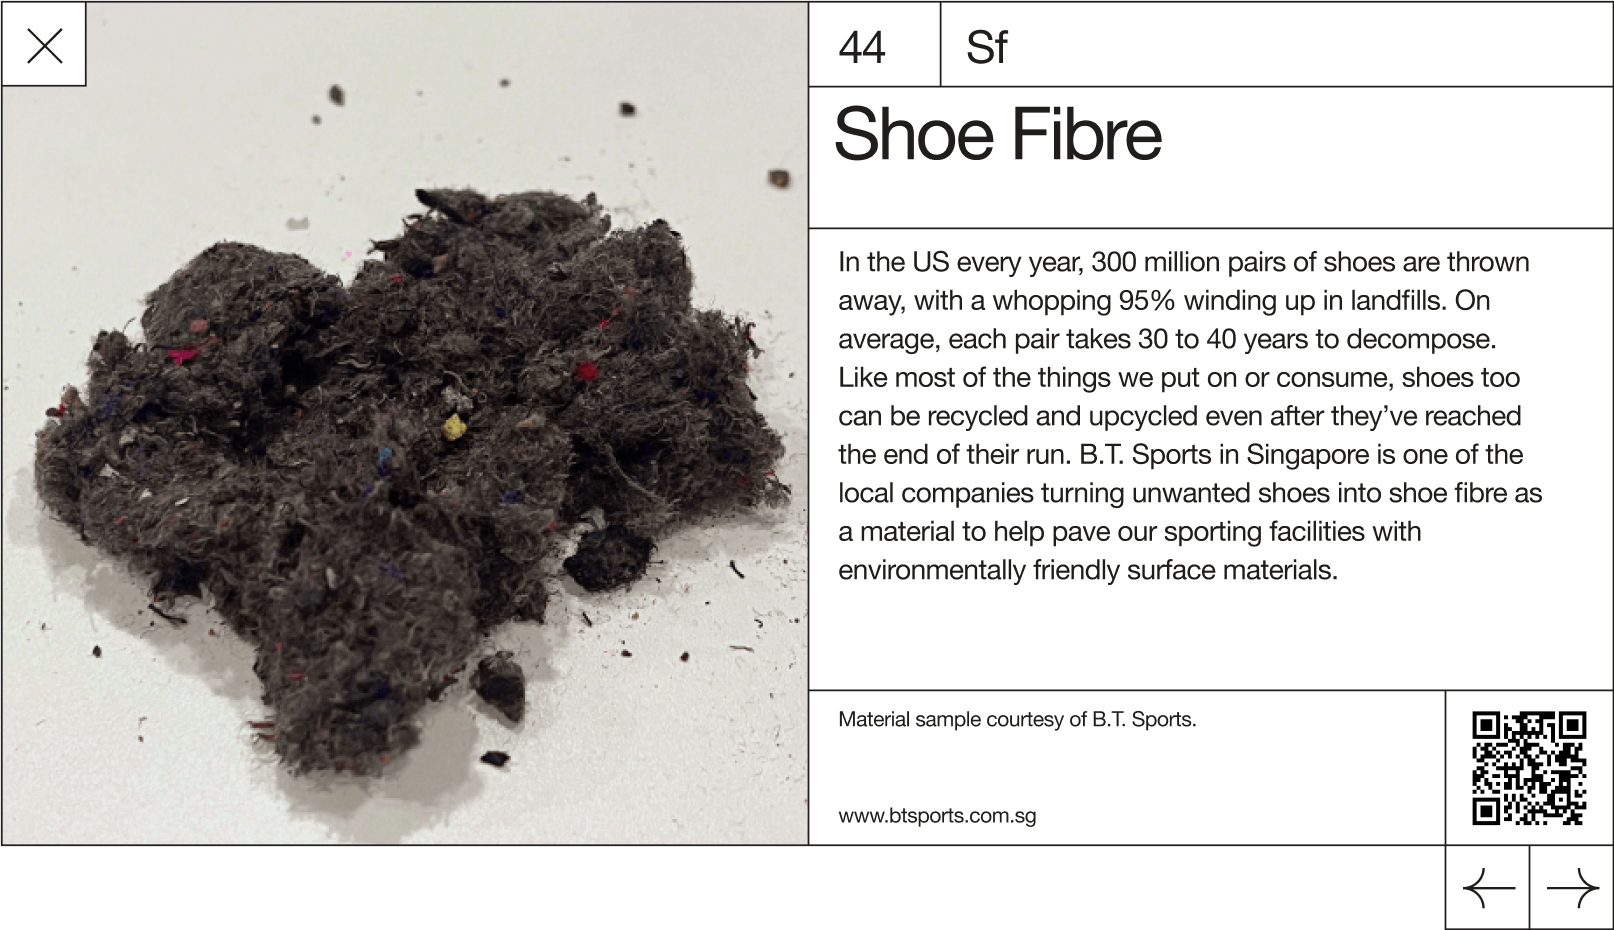 44
Sf
Shoe Fibre
In the US every year, 300 million pairs of shoes are thrown
away, with a whopping 95% winding up in landfills. On
average, each pair takes 30 to 40 years to decompose.
Like most of the things we put on or consume, shoes too
can be recycled and upcycled even after they’ve reached
the end of their run. B.T. Sports in Singapore is one of the
local companies turning unwanted shoes into shoe fibre as
a material to help pave our sporting facilities with
environmentally friendly surface materials.
Material sample courtesy of B.T. Sports.
www.btsports.com.sg